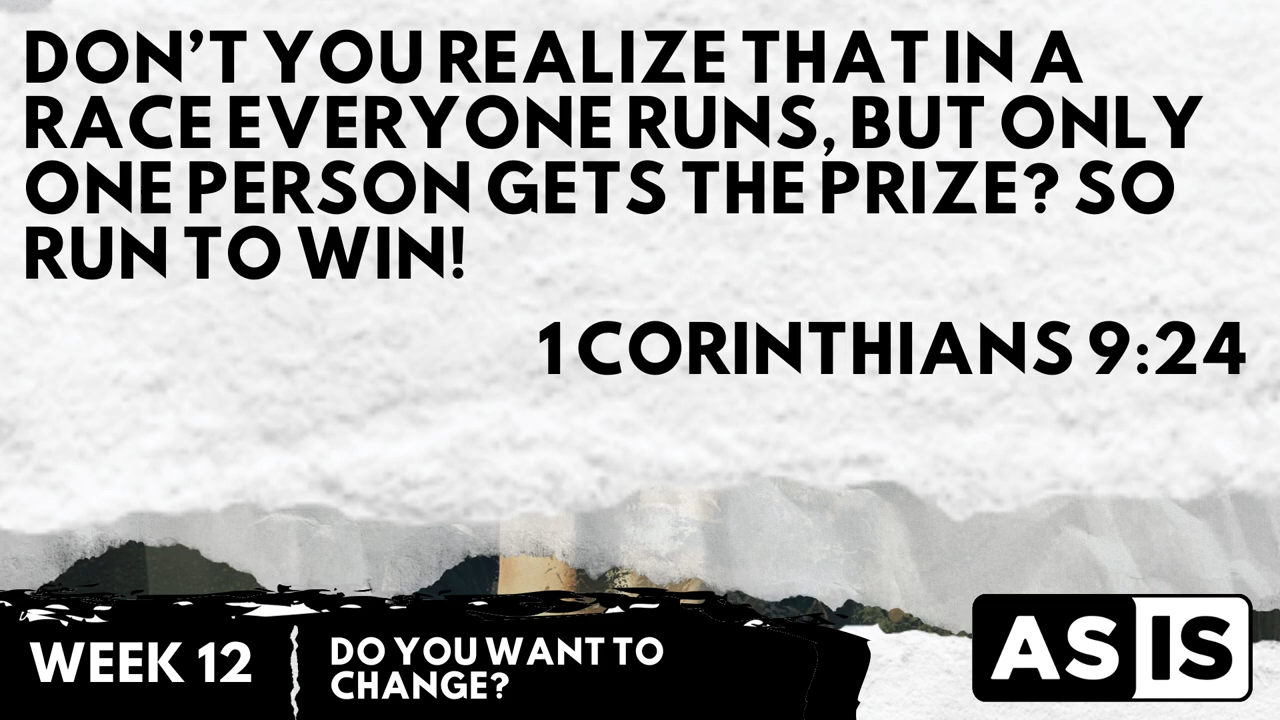 DON’T YOU REALIZE THAT IN A
RACE EVERYONE RUNS, BUT ONLY
ONE PERSON GETS THE PRIZE? SO
RUN TO WIN!
1 CORINTHIANS 9:24
WEEK 12
DO YOU WANT TO
CHANGE?
AS IS